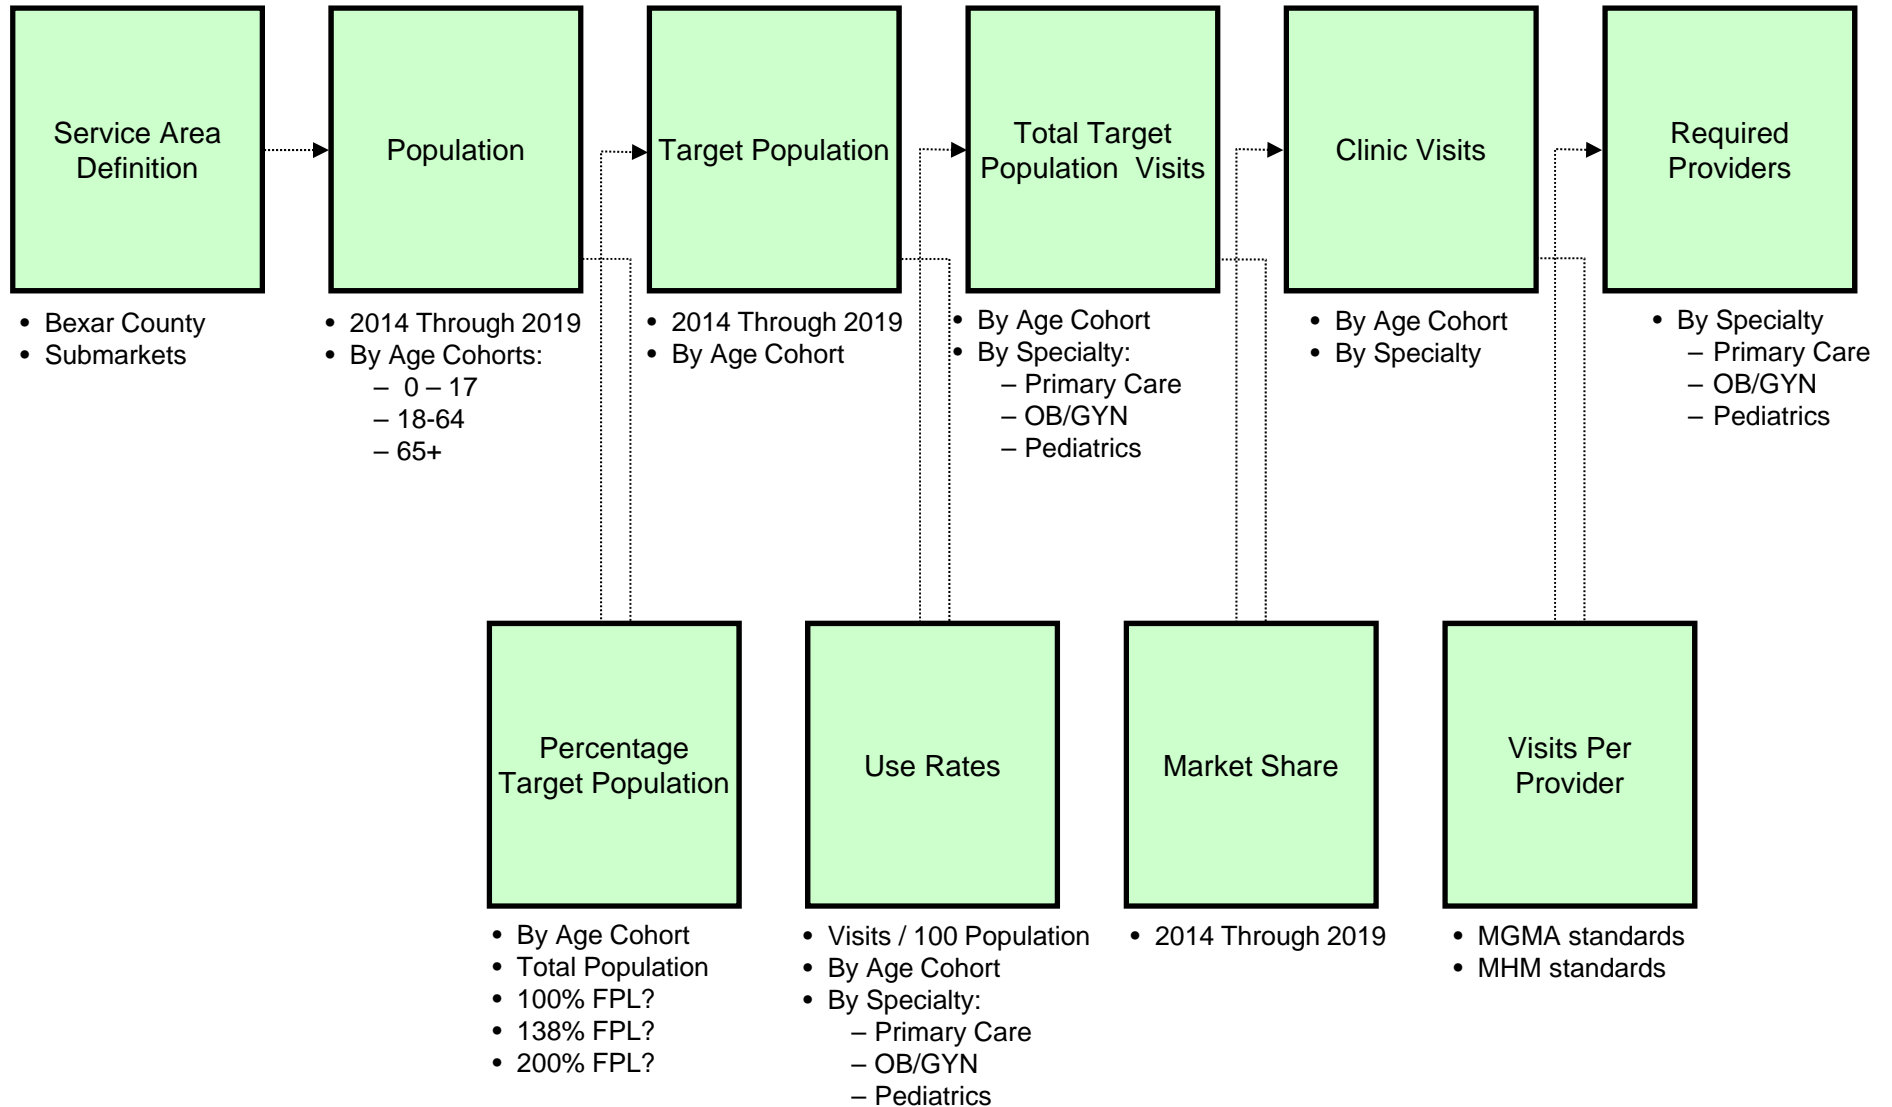 Service Area
Definition
• Bexar County
• Submarkets
Population
• 2014 Through 2019
• By Age Cohorts:
– 0 – 17
– 18-64
– 65+
Target Population
• 2014 Through 2019
• By Age Cohort
Total Target
Population Visits
• By Age Cohort
• By Specialty:
– Primary Care
– OB/GYN
– Pediatrics
Clinic Visits
• By Age Cohort
• By Specialty
Required
Providers
• By Specialty
– Primary Care
– OB/GYN
– Pediatrics
Percentage
Target Population
• By Age Cohort
• Total Population
• 100% FPL?
• 138% FPL?
• 200% FPL?
Use Rates
• Visits / 100 Population
• By Age Cohort
• By Specialty:
– Primary Care
– OB/GYN
– Pediatrics
Market Share
• 2014 Through 2019
Visits Per
Provider
• MGMA standards
• MHM standards